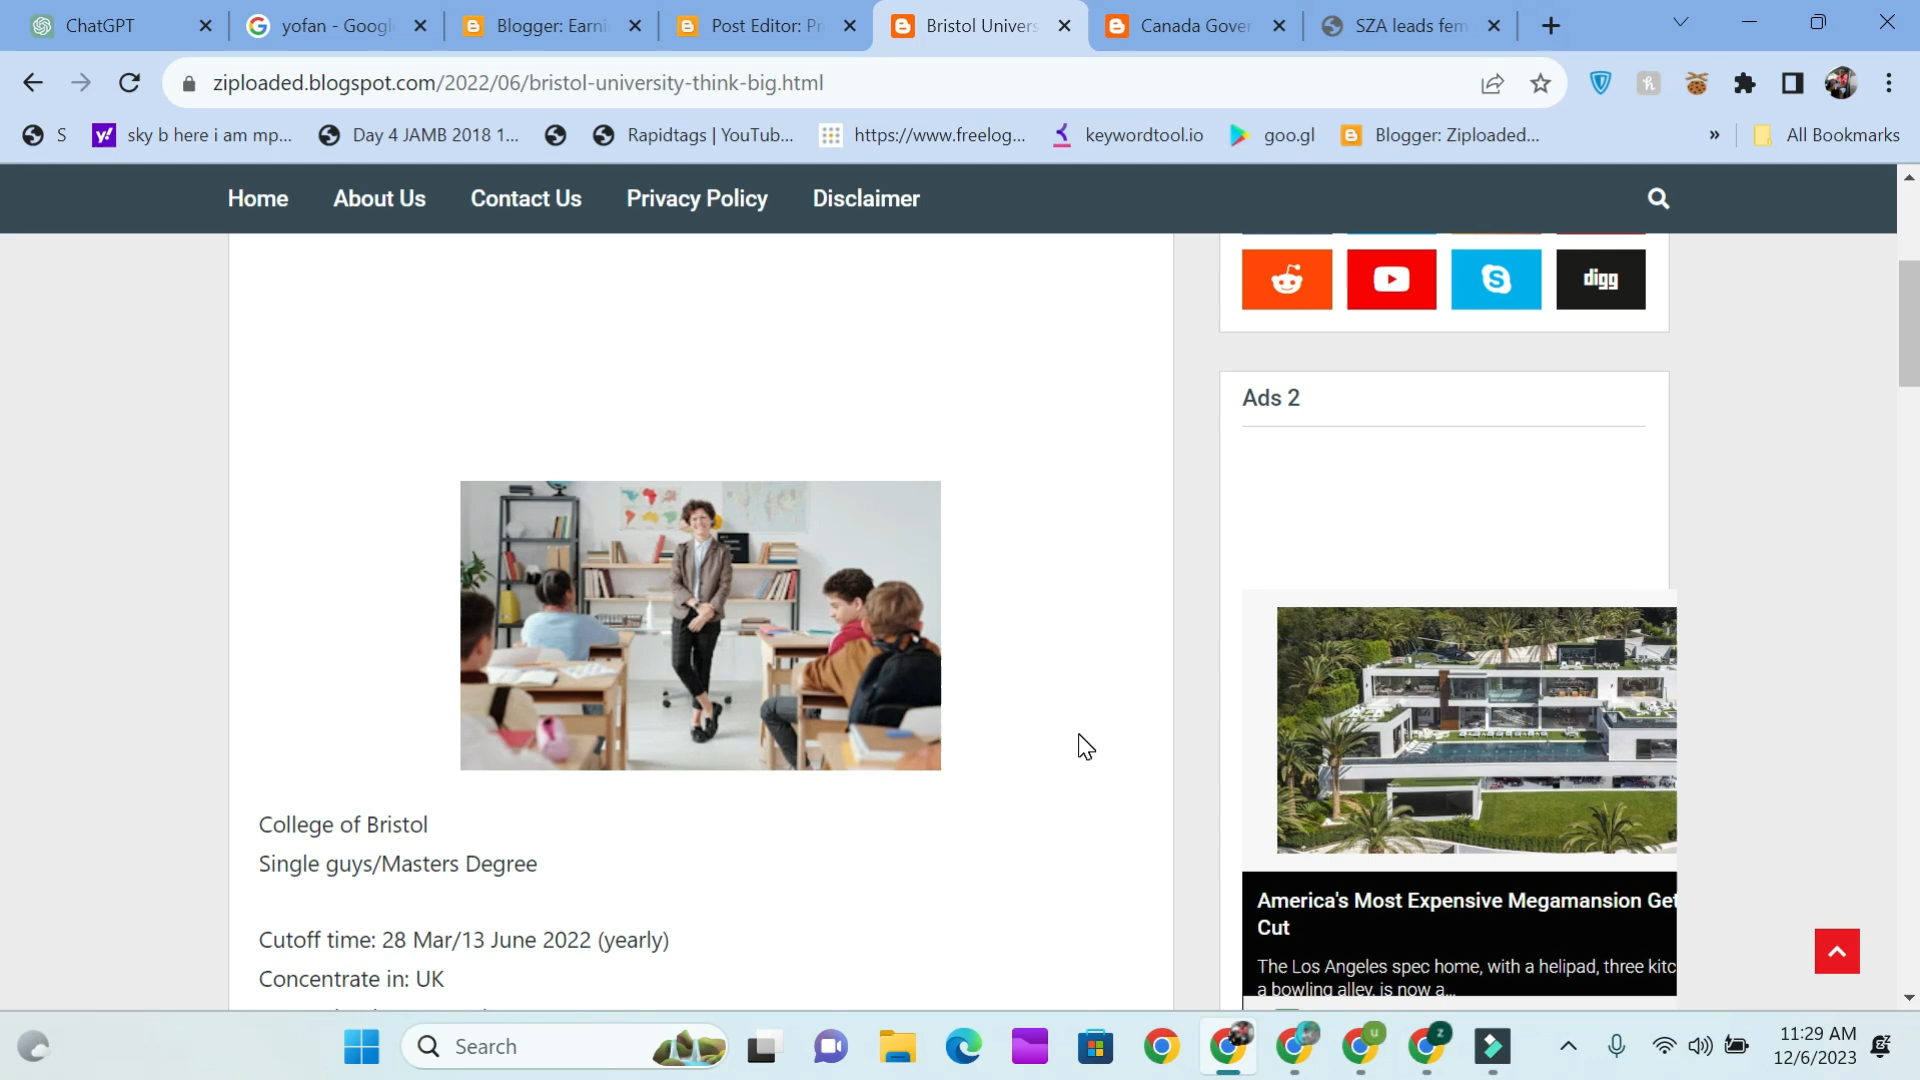 ChatGPT
yofan - Googl
Blogger: Earni
Post Editor: Pr
Bristol Univers
Canada Gover
SZA leads fem
ziploaded.blogspot.com/2022/06/bristol-university-think-big.html
S
sky b here i am mp...
Day 4 JAMB 2018 1...
Rapidtags | YouTub...
https://www.freelog...
keywordtool.io
goo.gl
Blogger: Ziploaded...
»
All Bookmarks
Home
About Us
Contact Us
Privacy Policy
Disclaimer
digg
Ads 2
College of Bristol
Single guys/Masters Degree
Cutoff time: 28 Mar/13 June 2022 (yearly)
Concentrate in: UK
America's Most Expensive Megamansion Get
Cut
The Los Angeles spec home, with a helipad, three kitc
a bowling alley, is now a...
Search
11:29 AM
12/6/2023